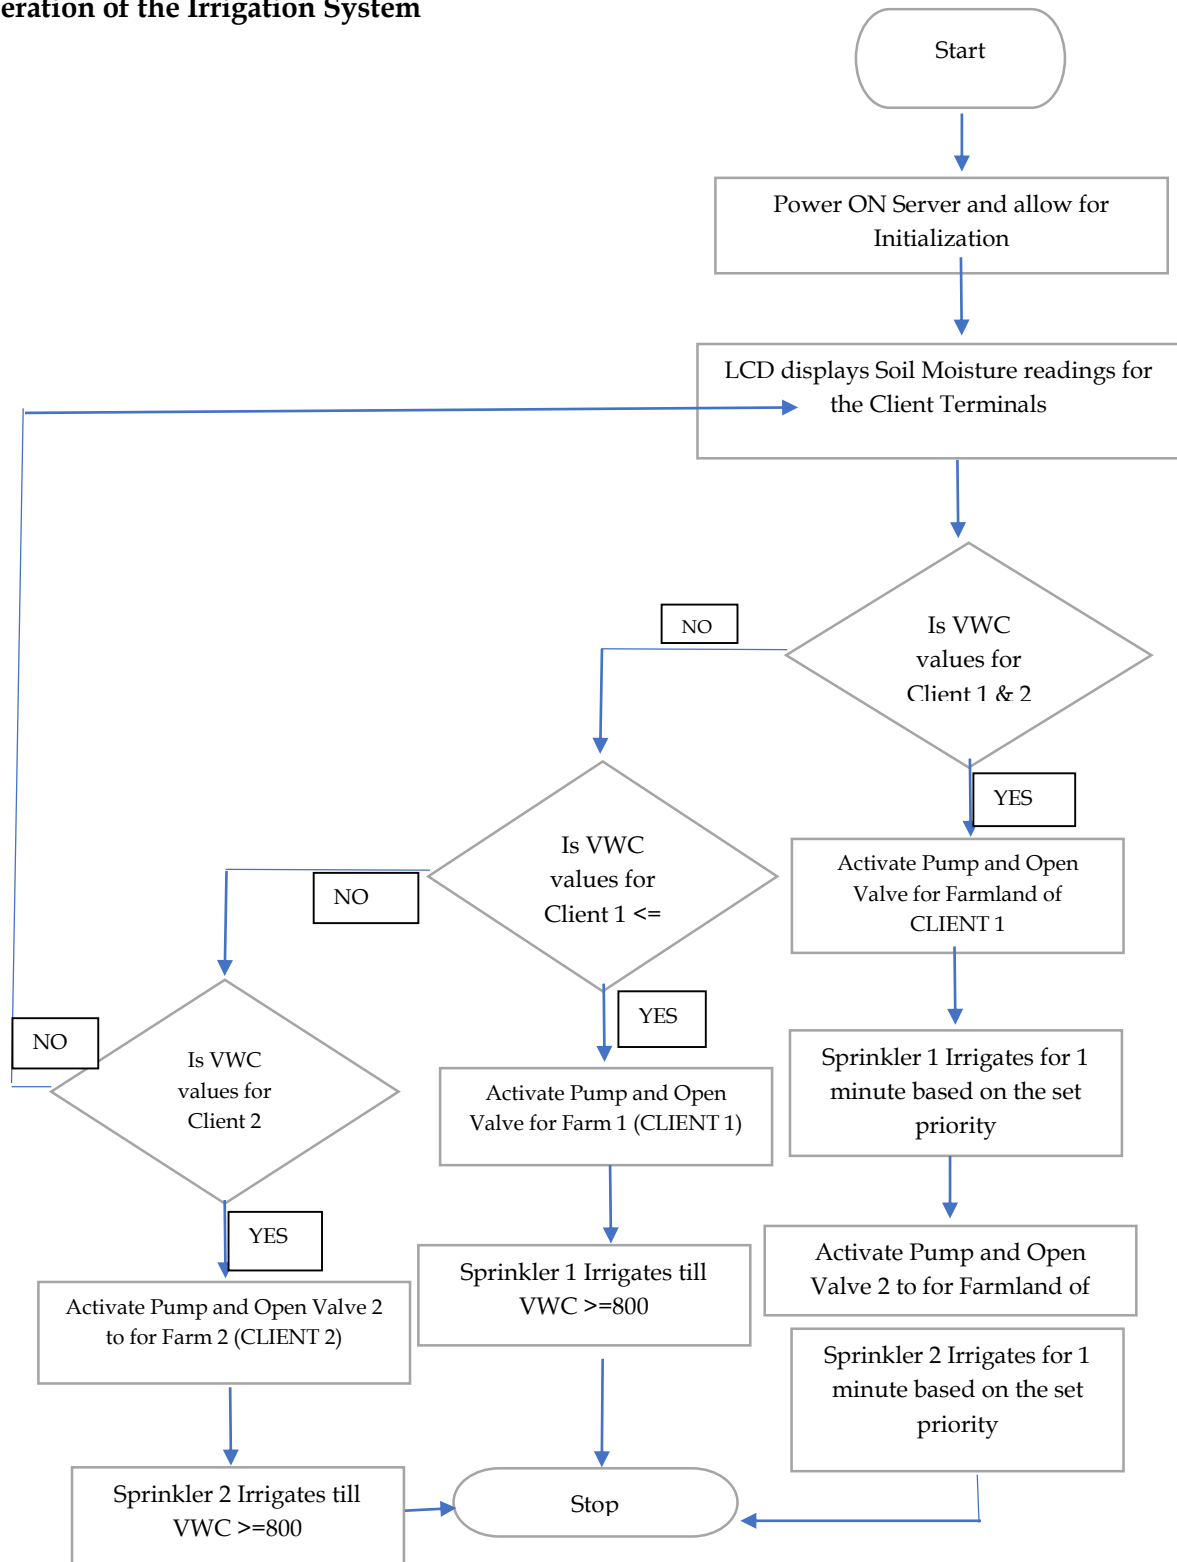 eration of the Irrigation System
Start
Power ON Server and allow for
Initialization
LCD displays Soil Moisture readings for
the Client Terminals
Is VWC
values for
Client 1 & 2
NO
YES
Is VWC
values for
Client 1 <=
NO
YES
Activate Pump and Open
Valve for Farmland of
CLIENT 1
Is VWC
values for
Client 2
NO
YES
Activate Pump and Open
Valve for Farm 1 (CLIENT 1)
Sprinkler 1 Irrigates for 1
minute based on the set
priority
Activate Pump and Open Valve 2
to for Farm 2 (CLIENT 2)
Sprinkler 1 Irrigates till
VWC >=800
Activate Pump and Open
Valve 2 to for Farmland of
Sprinkler 2 Irrigates for 1
minute based on the set
priority
Sprinkler 2 Irrigates till
VWC >=800
Stop